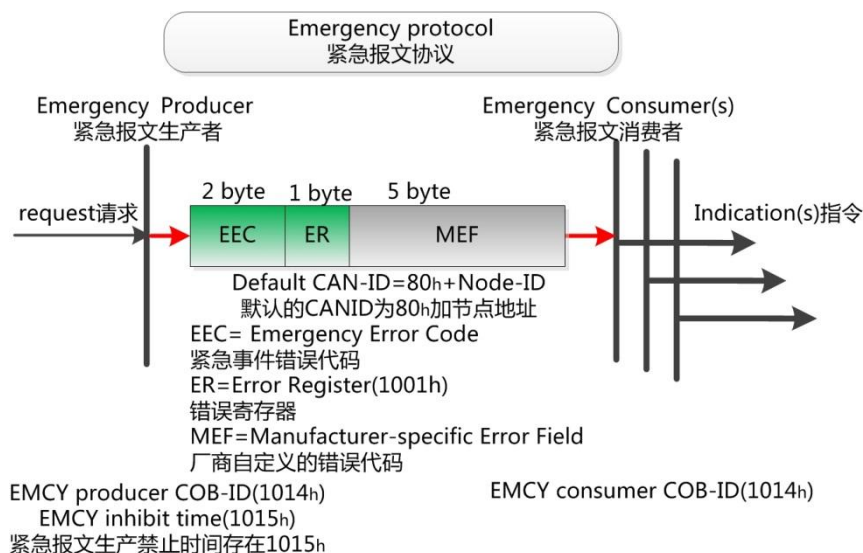 Emergency protocol
紧急报文协议
Emergency Producer
紧急报文生产者
Emergency Consumer(s)
紧急报文消费者
2 byte 1 byte 5 byte
request请求
EEC ER MEF
Indication(s)指令
Default CAN-ID=80h+Node-ID
默认的CANID为80h加节点地址
EEC= Emergency Error Code
紧急事件错误代码
ER=Error Register(1001h)
错误寄存器
MEF=Manufacturer-specific Error Field
厂商自定义的错误代码
EMCY producer COB-ID(1014h)
EMCY inhibit time(1015h)
紧急报文生产禁止时间存在1015h
EMCY consumer COB-ID(1014h)